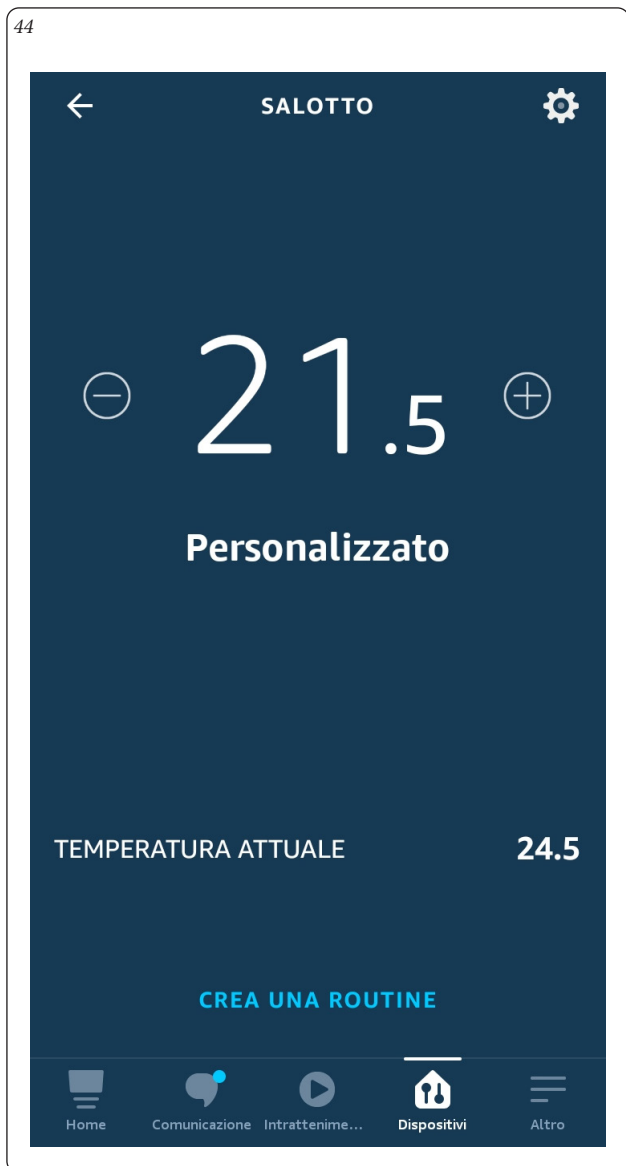 44
SALOTTO
21.5
Personalizzato
TEMPERATURA ATTUALE 24.5
CREA UNA ROUTINE
Home Comunicazione Intrattenime... Dispositivi Altro